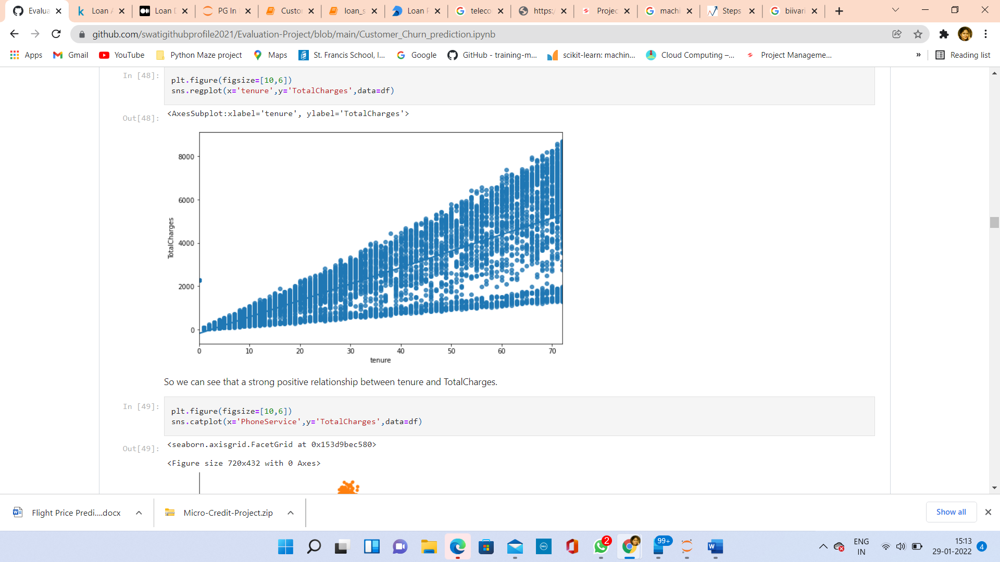 Evalua
Loan A
Loan D
PG In
Custo
loan_s
Loan P
teleco
https:/
Projec
machi
Steps
biivari
github.com/swatigithubprofile2021/Evaluation-Project/blob/main/Customer_Churn_prediction.ipynb
Apps
Gmail
YouTube
Python Maze project
Maps
St. Francis School, I...
Google
GitHub - training-m...
scikit-learn: machin...
Cloud Computing –...
Project Manageme...
»
Reading list
In [48]:
plt.figure(figsize=[10,6])
sns.regplot(x='tenure',y='TotalCharges',data=df)
Out[48]:
<AxesSubplot:xlabel='tenure', ylabel='TotalCharges'>
8000
6000
4000
2000
0
TotalCharges
0 10 20 30 40 50 60 70
tenure
So we can see that a strong positive relationship between tenure and TotalCharges.
In [49]:
plt.figure(figsize=[10,6])
sns.catplot(x='PhoneService',y='TotalCharges',data=df)
Out[49]:
<seaborn.axisgrid.FacetGrid at 0x153d9bec580>
<Figure size 720x432 with 0 Axes>
Flight Price Predi....docx
Micro-Credit-Project.zip
Show all
2
99+
ENG
IN
15:13
29-01-2022
4